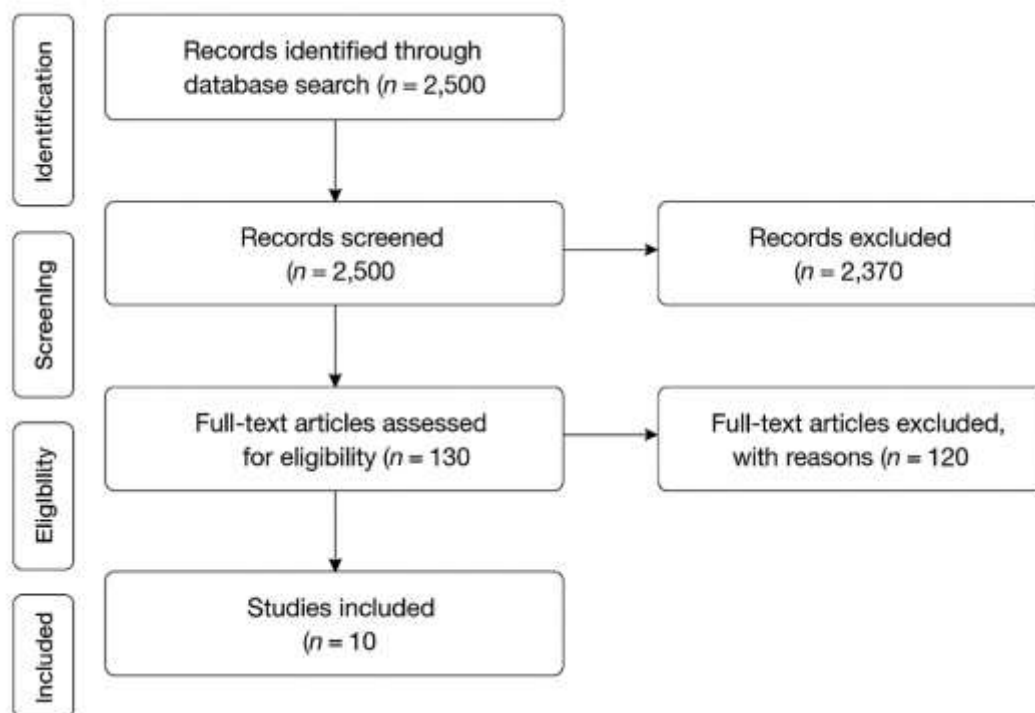 Identification
Records identified through
database search (n = 2,500
Screening
Records screened
(n = 2,500
Records excluded
(n = 2,370
Eligibility
Full-text articles assessed
for eligibility (n = 130
Full-text articles excluded,
with reasons (n = 120
Included
Studies included
(n = 10